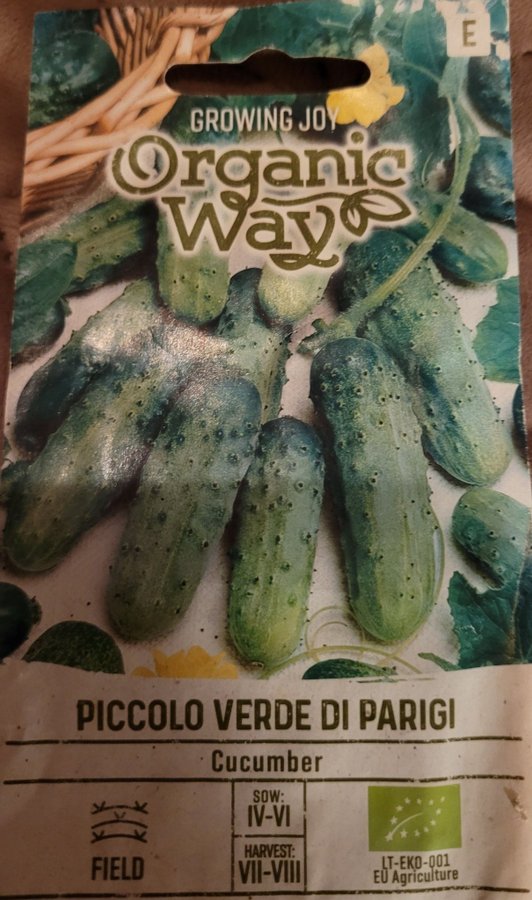 E
GROWING JOY
Organic
Way
PICCOLO VERDE DI PARIGI
Cucumber
FIELD
SOW:
IV-VI
HARVEST:
VII-VIII
LT-EKO-001
EU Agriculture